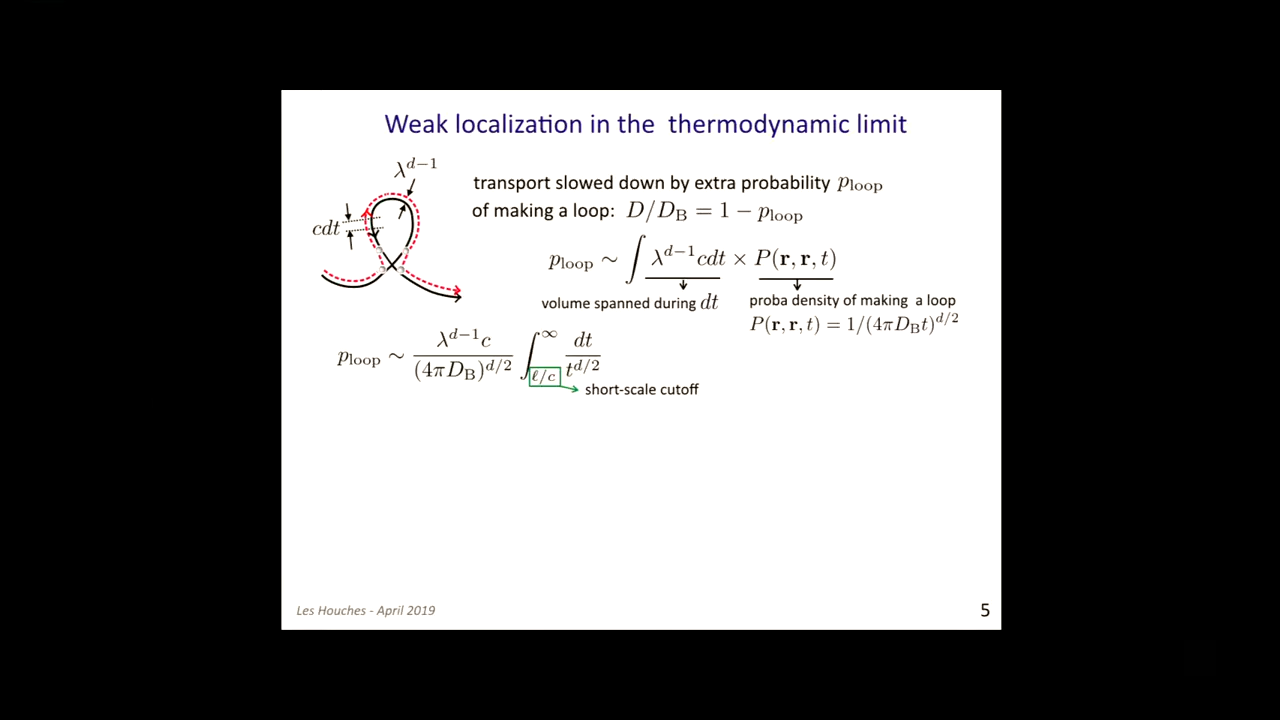 Weak localization in the thermodynamic limit
λ^{d−1}
transport slowed down by extra probability p_loop
of making a loop: D/D_B = 1 − p_loop
cdt
p_loop ∼ ∫ λ^{d−1}cdt × P(r, r, t)
volume spanned during dt
proba density of making a loop
P(r, r, t) = 1/(4πD_Bt)^{d/2}
p_loop ∼ λ^{d−1}c / (4πD_B)^{d/2} ∫_{ℓ/c}^{∞} dt / t^{d/2}
short-scale cutoff
Les Houches - April 2019
5